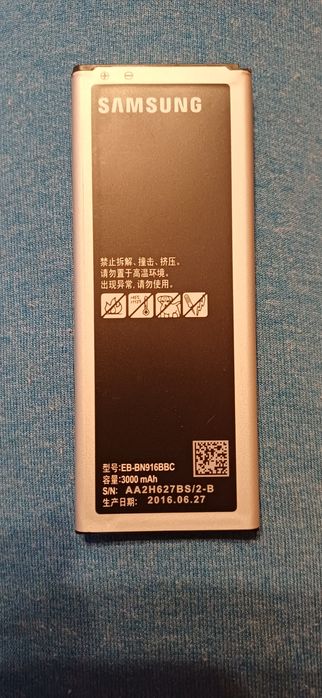 SAMSUNG
禁止拆解、撞击、挤压。
请勿置于高温环境。
出现异常,请勿使用。
型号:EB-BN916BBC
容量:3000 mAh
S/N: AA2H627BS/2-B
生产日期: 2016.06.27